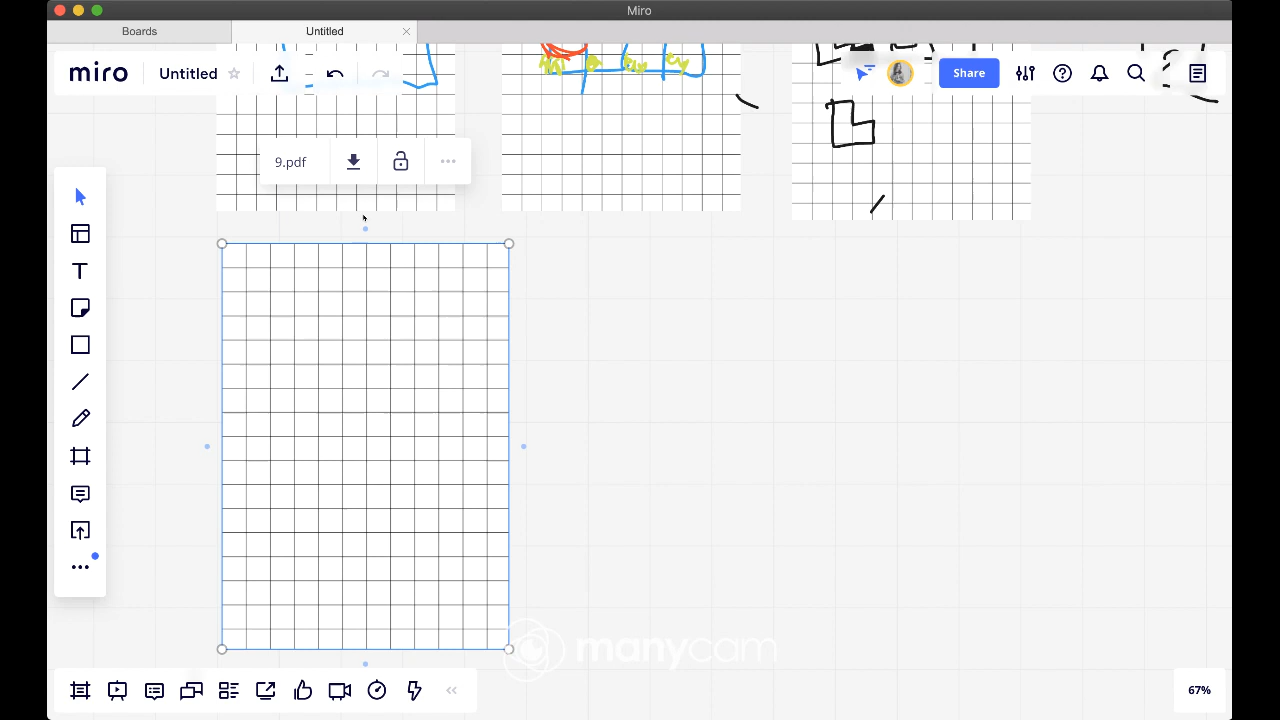 Miro
Boards
Untitled
miro
Untitled
Share
9.pdf
T
manycam
67%